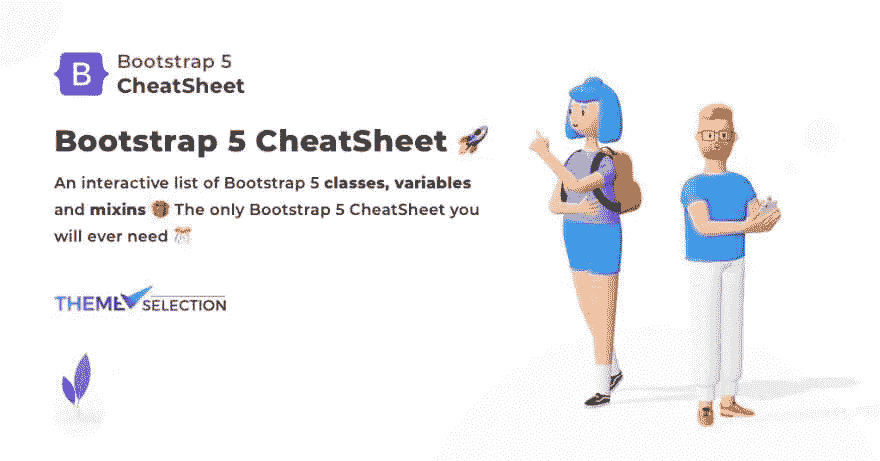 B
Bootstrap 5
CheatSheet
Bootstrap 5 CheatSheet 🚀
An interactive list of Bootstrap 5 classes, variables
and mixins The only Bootstrap 5 CheatSheet you
will ever need
THEME SELECTION